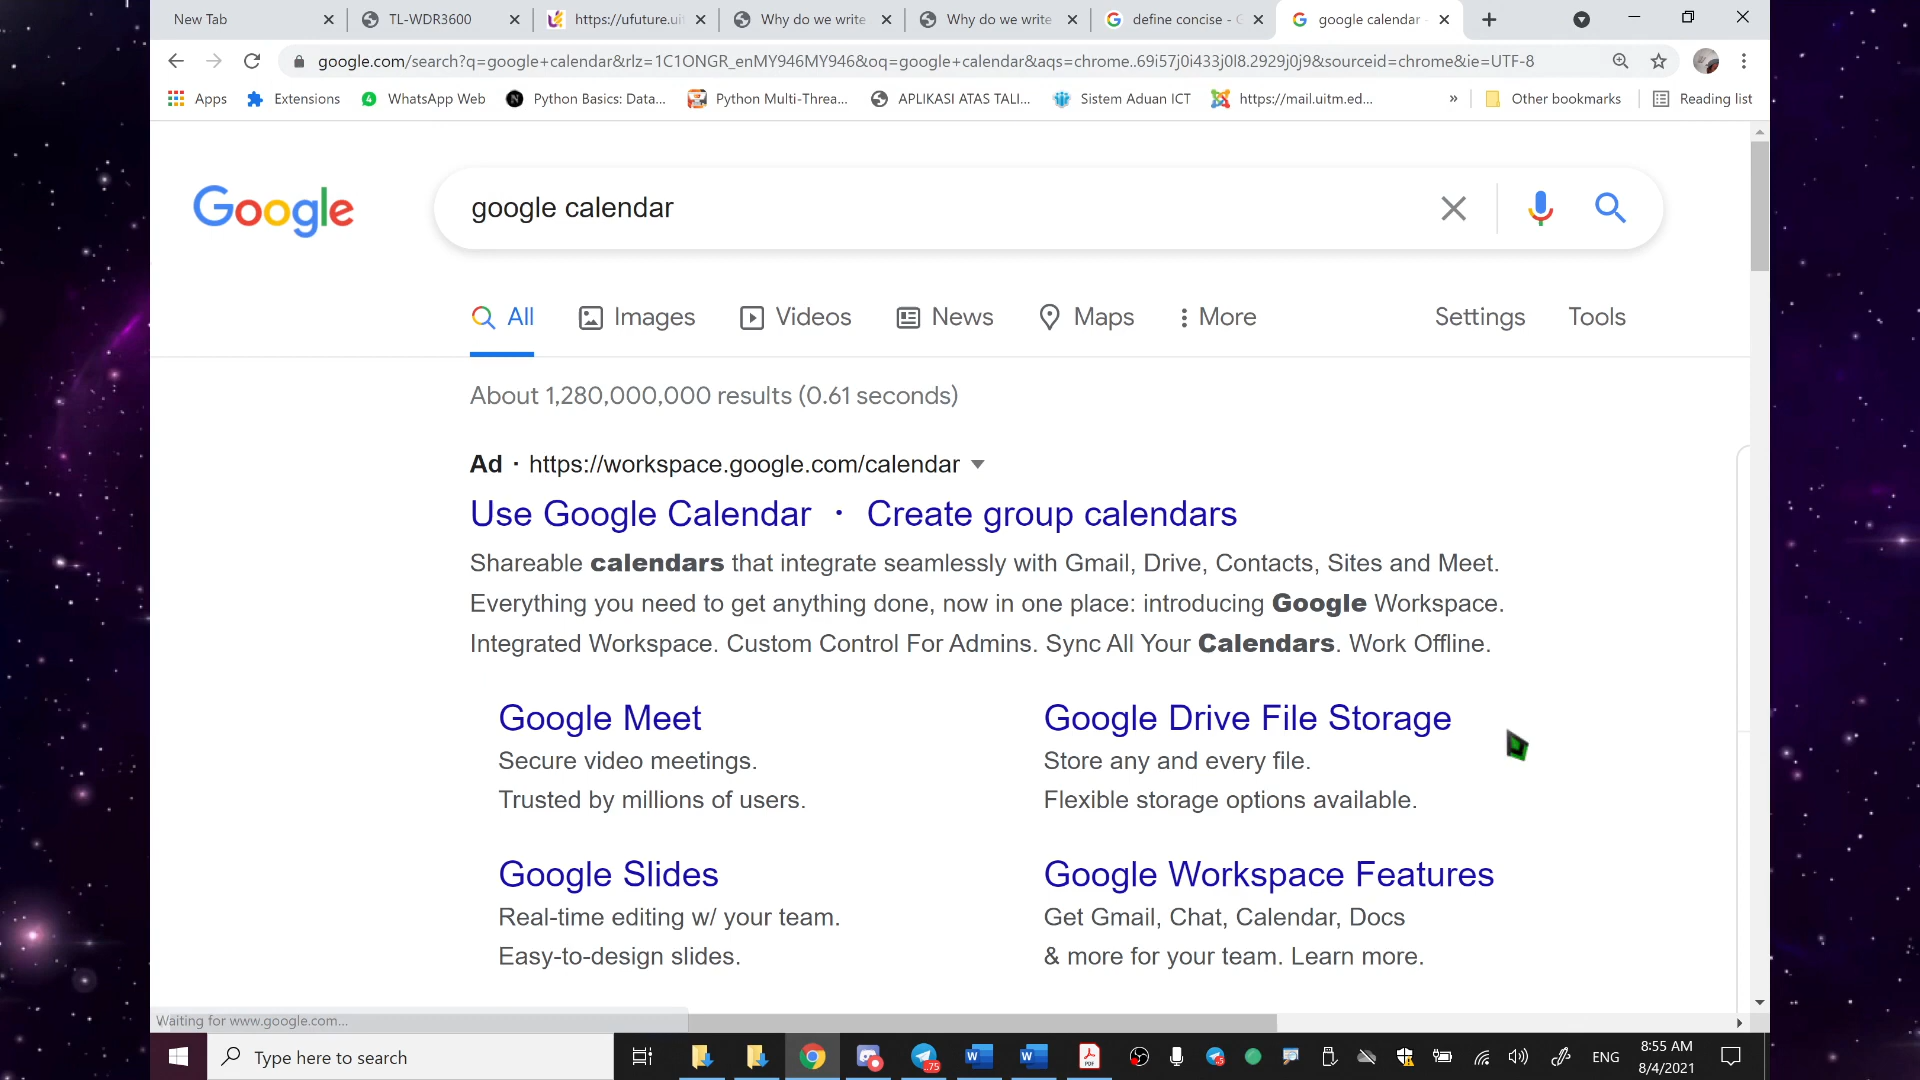 New Tab
TL-WDR3600
https://ufuture.ui
Why do we write
Why do we write
define concise - G
google calendar
google.com/search?q=google+calendar&rlz=1C1ONGR_enMY946MY946&oq=google+calendar&aqs=chrome..69i57j0i433j0l8.2929j0j9&sourceid=chrome&ie=UTF-8
Apps
Extensions
WhatsApp Web
Python Basics: Data...
Python Multi-Threa...
APLIKASI ATAS TALI...
Sistem Aduan ICT
https://mail.uitm.ed...
»
Other bookmarks
Reading list
Google
google calendar
All
Images
Videos
News
Maps
More
Settings
Tools
About 1,280,000,000 results (0.61 seconds)
Ad · https://workspace.google.com/calendar
Use Google Calendar · Create group calendars
Shareable calendars that integrate seamlessly with Gmail, Drive, Contacts, Sites and Meet.
Everything you need to get anything done, now in one place: introducing Google Workspace.
Integrated Workspace. Custom Control For Admins. Sync All Your Calendars. Work Offline.
Google Meet
Secure video meetings.
Trusted by millions of users.
Google Drive File Storage
Store any and every file.
Flexible storage options available.
Google Slides
Real-time editing w/ your team.
Easy-to-design slides.
Google Workspace Features
Get Gmail, Chat, Calendar, Docs
& more for your team. Learn more.
Waiting for www.google.com...
Type here to search
ENG
8:55 AM
8/4/2021